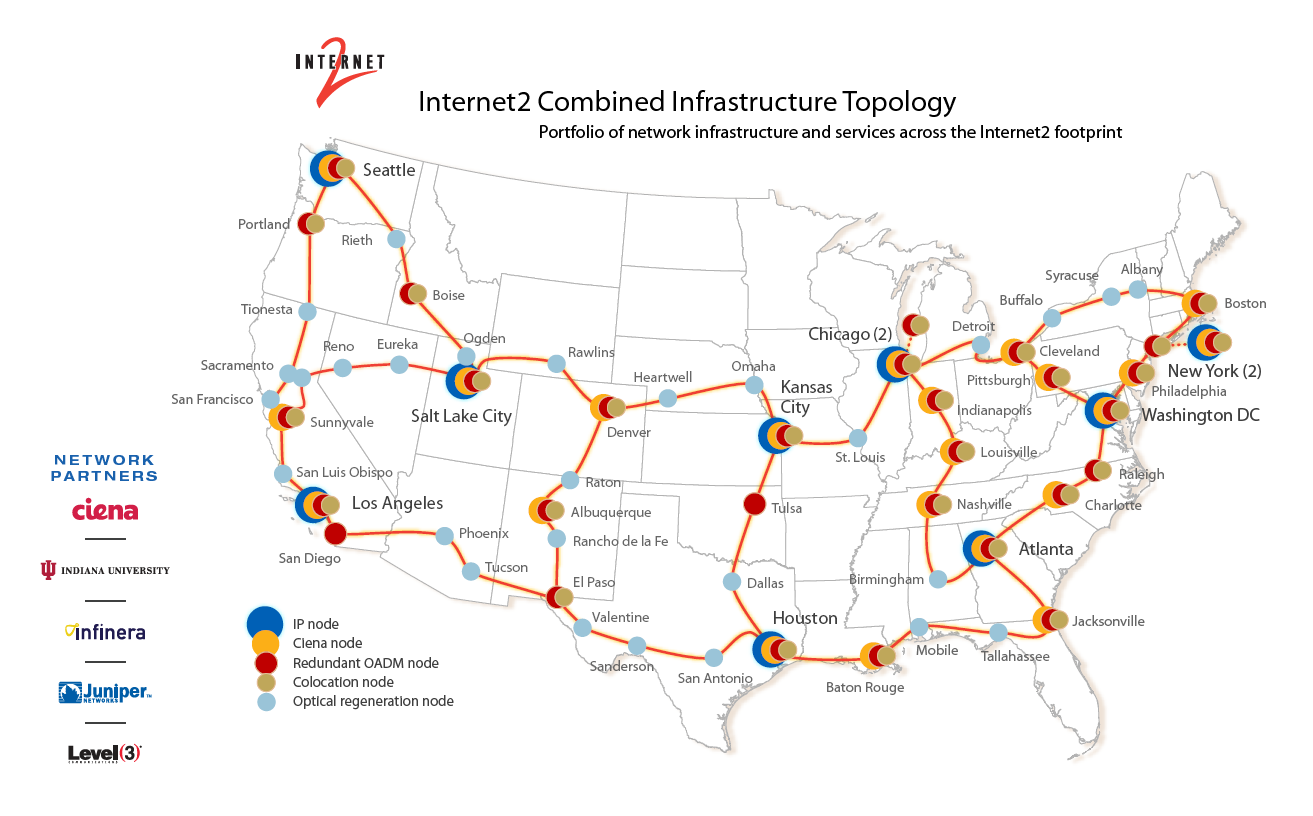 INTERNET
2
Internet2 Combined Infrastructure Topology
Portfolio of network infrastructure and services across the Internet2 footprint
Seattle
Portland
Rieth
Boise
Tionesta
Ogden
Reno
Eureka
Sacramento
San Francisco
Sunnyvale
Salt Lake City
Rawlins
Heartwell
Omaha
Denver
Kansas
City
St. Louis
Chicago (2)
Detroit
Buffalo
Syracuse
Albany
Boston
Cleveland
Pittsburgh
New York (2)
Philadelphia
Washington DC
Indianapolis
Louisville
Raleigh
Nashville
Charlotte
San Luis Obispo
Los Angeles
San Diego
Phoenix
Tucson
Raton
Albuquerque
Rancho de la Fe
El Paso
Tulsa
Dallas
Houston
Valentine
Sanderson
San Antonio
Baton Rouge
Mobile
Tallahassee
Jacksonville
Birmingham
Atlanta
NETWORK
PARTNERS
ciena
INDIANA UNIVERSITY
infinera
Juniper
NETWORKS
Level(3)
COMMUNICATIONS
IP node
Ciena node
Redundant OADM node
Colocation node
Optical regeneration node